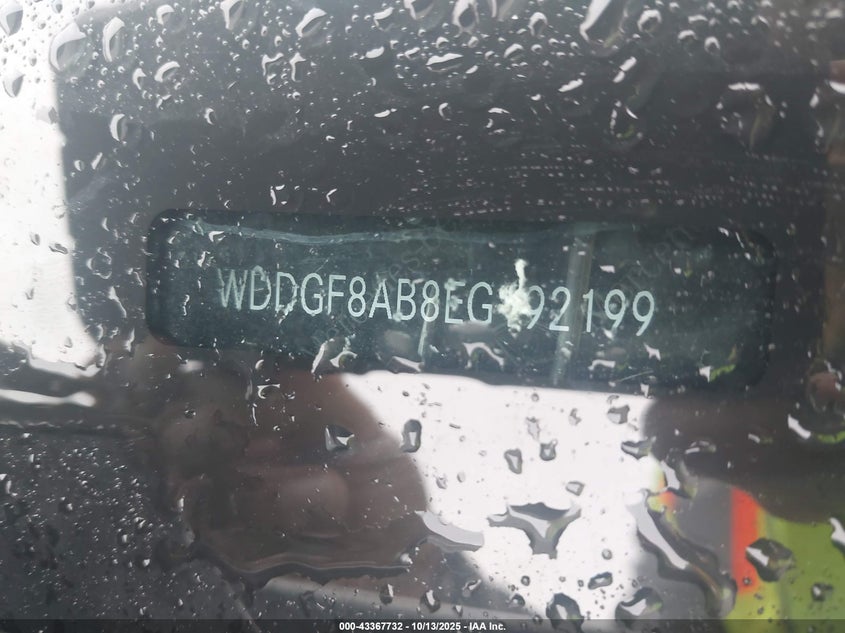 WDDGF8AB8EG 92199
000-43367732 - 10/13/2025 - IAA Inc.